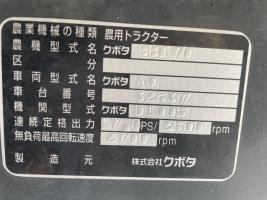 農業機械の種類 農用トラクター
農機型式名 クボタ GB170
区分
車両型式名 クボタ AQ
車台番号
機関型式名 クボタ D1005
連続定格出力 17.0PS/2500rpm
無負荷最高回転速度 2700rpm
製造元 株式会社クボタ